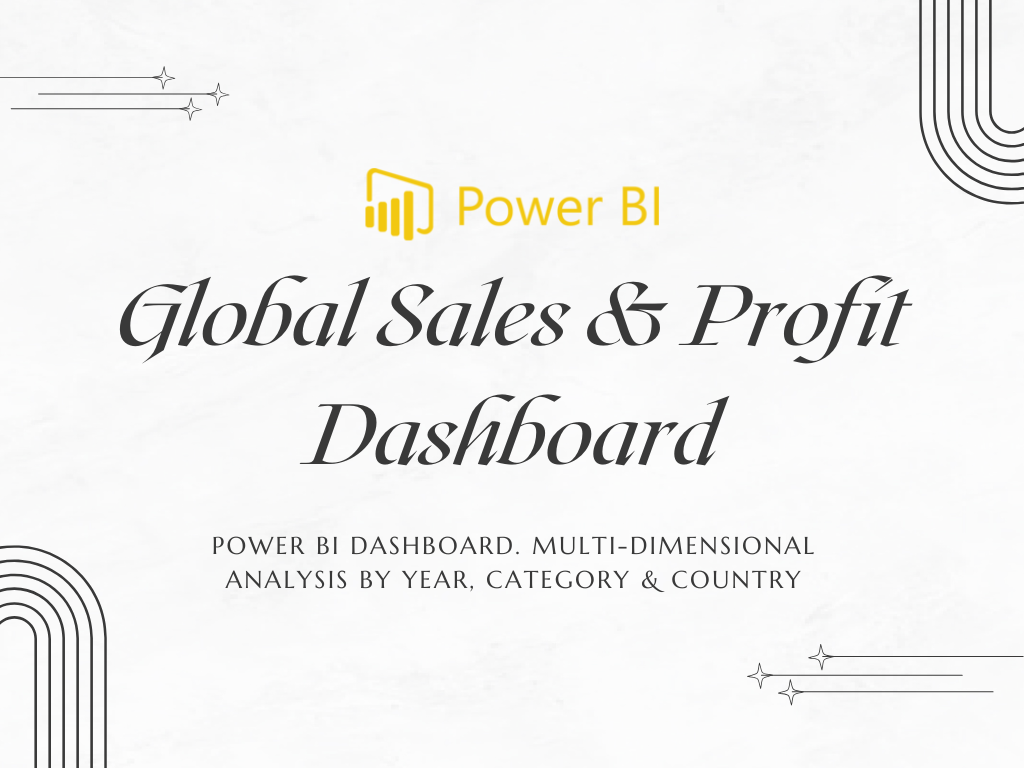 Power BI
Global Sales & Profit
Dashboard
POWER BI DASHBOARD. MULTI-DIMENSIONAL
ANALYSIS BY YEAR, CATEGORY & COUNTRY